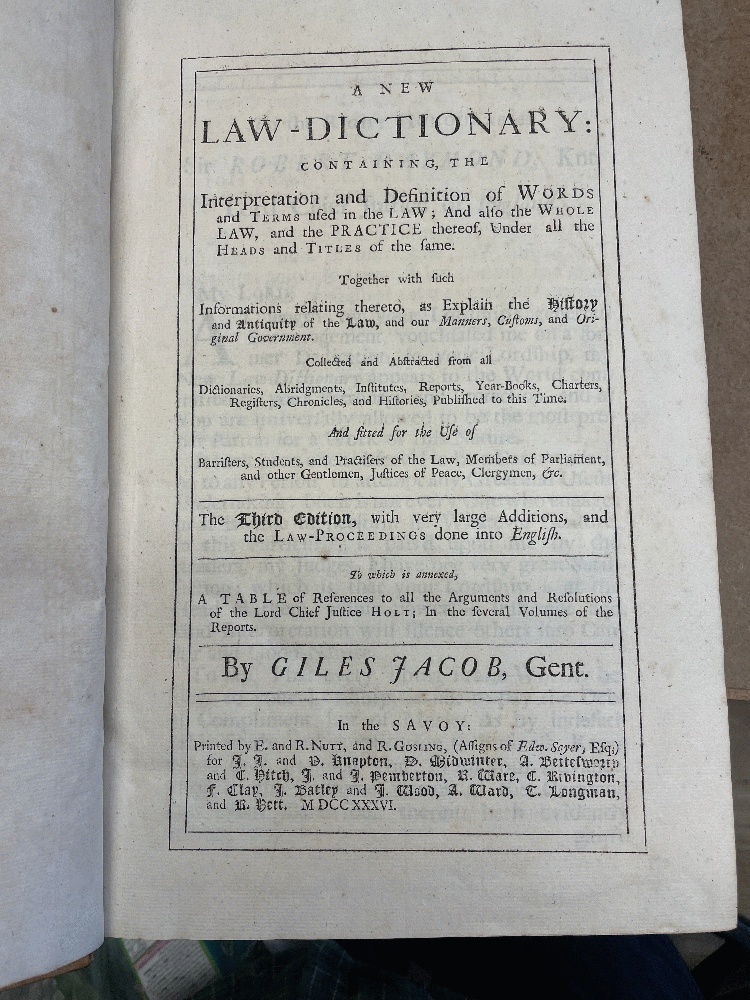 A NEW
LAW-DICTIONARY:
CONTAINING, THE
Interpretation and Definition of WORDS
and TERMS uſed in the LAW; And alſo the WHOLE
LAW, and the PRACTICE thereof, Under all the
HEADS and TITLES of the ſame.
Together with ſuch
Informations relating thereto, as Explain the Hiſtory
and Antiquity of the Law, and our Manners, Cuſtoms, and Ori-
ginal Government.
Collected and Abſtracted from all
Dictionaries, Abridgments, Inſtitutes, Reports, Year-Books, Charters,
Regiſters, Chronicles, and Hiſtories, Publiſhed to this Time.
And fitted for the Uſe of
Barriſters, Students, and Practiſers of the Law, Members of Parliament,
and other Gentlemen, Juſtices of Peace, Clergymen, &c.
The Third Edition, with very large Additions, and
the LAW-PROCEEDINGS done into Engliſh.
To which is annexed,
A TABLE of References to all the Arguments and Reſolutions
of the Lord Chief Juſtice HOLT; In the ſeveral Volumes of the
Reports.
By GILES JACOB, Gent.
In the SAVOY:
Printed by E. and R. NUTT, and R. GOSLING, (Aſſigns of Edw. Sayer, Eſq;)
for J. J. and P. Knapton, D. Midwinter, A. Betteſworth
and C. Hitch, J. and J. Pemberton, R. Ware, C. Rivington,
F. Clay, J. Batley and J. Wood, A. Ward, T. Longman,
and R. Hett. M DCC XXXVI.